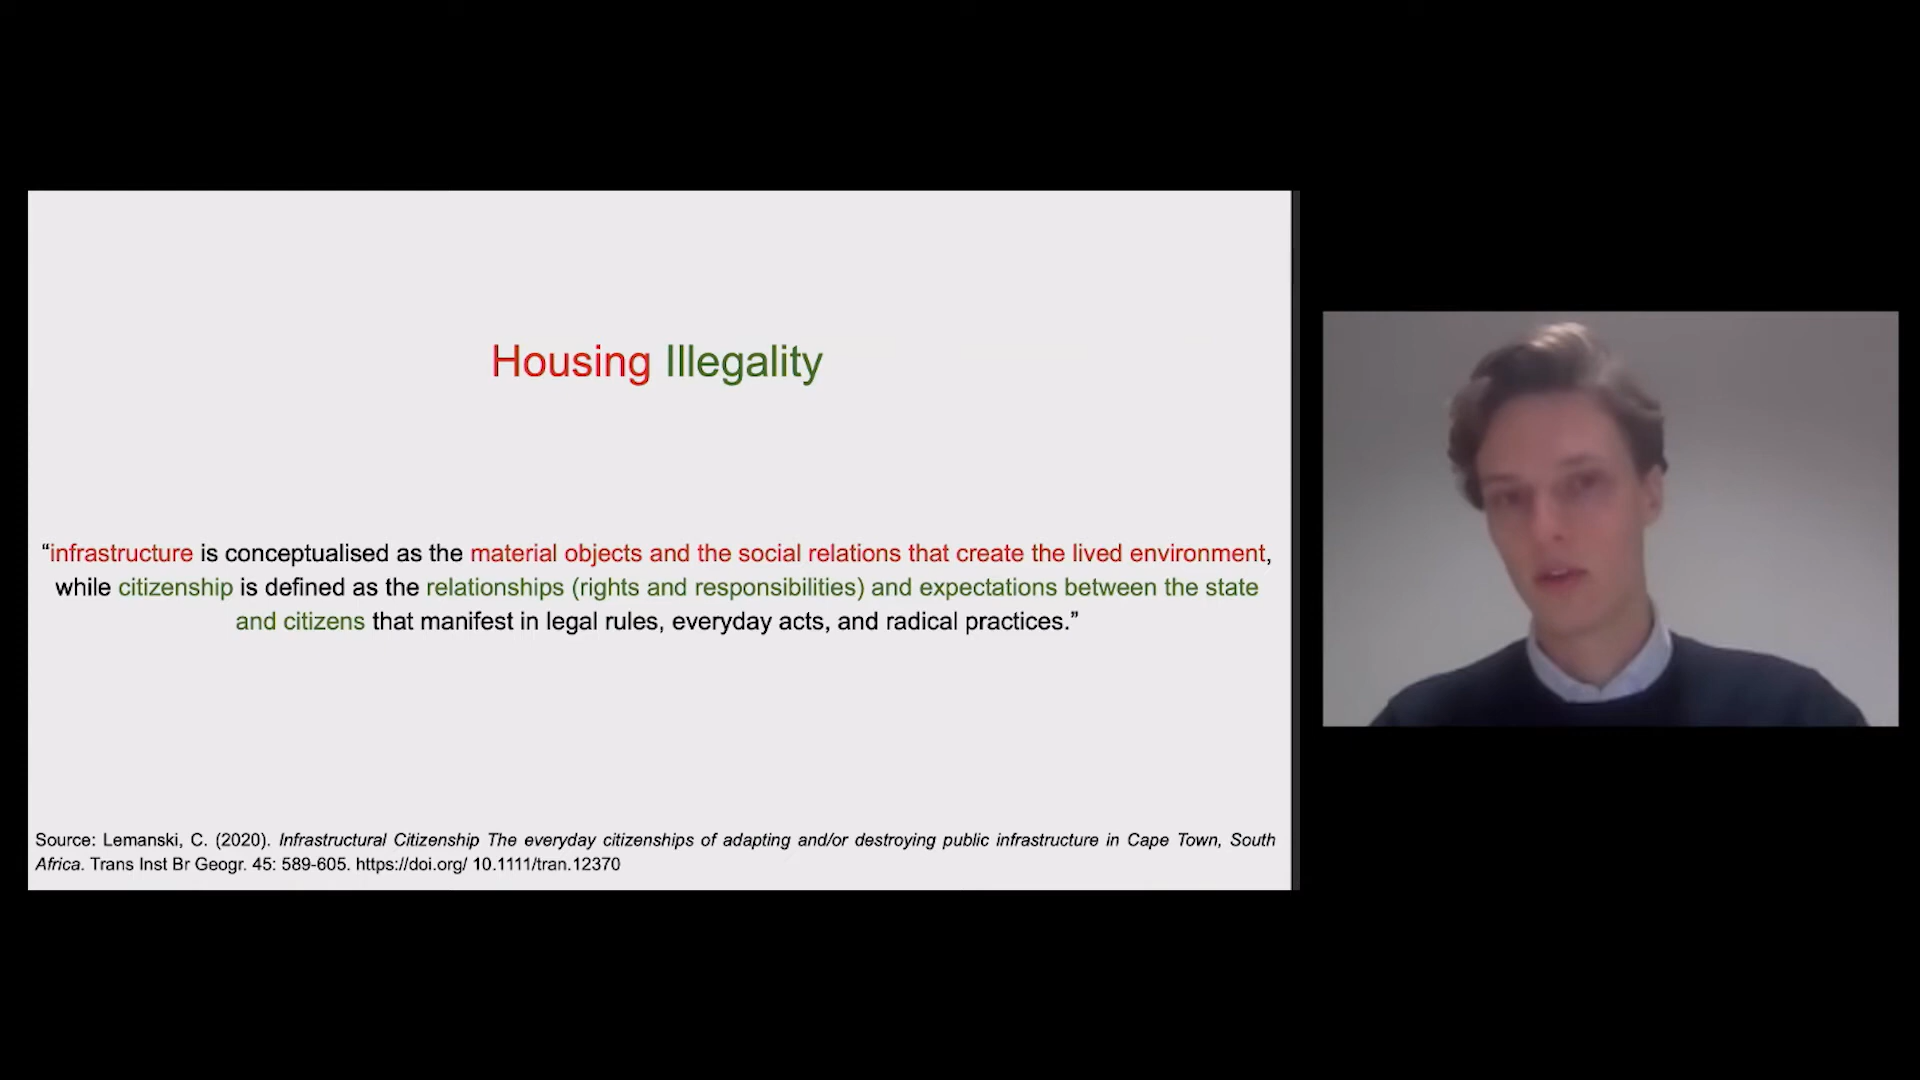 Housing Illegality
“infrastructure is conceptualised as the material objects and the social relations that create the lived environment,
while citizenship is defined as the relationships (rights and responsibilities) and expectations between the state
and citizens that manifest in legal rules, everyday acts, and radical practices.”
Source: Lemanski, C. (2020). Infrastructural Citizenship The everyday citizenships of adapting and/or destroying public infrastructure in Cape Town, South
Africa. Trans Inst Br Geogr. 45: 589-605. https://doi.org/ 10.1111/tran.12370